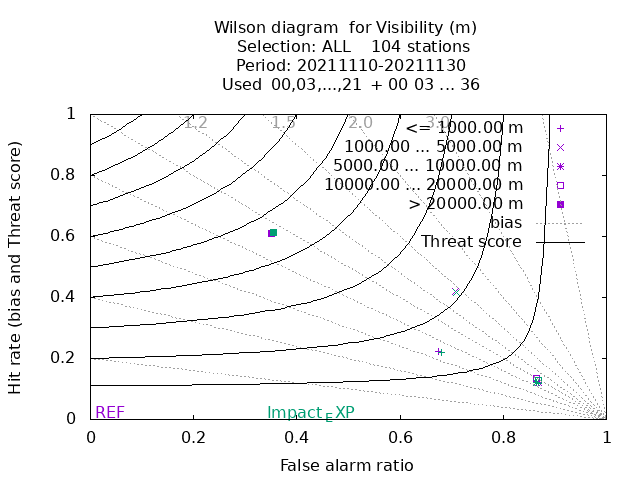 Wilson diagram  for Visibility (m)
Selection: ALL    104 stations
Period: 20211110-20211130
Used  00,03,...,21  + 00 03 ... 36
Hit rate (bias and Threat score)
1
0.8
0.6
0.4
0.2
0
1.2
1.5
2.0
3.0
<= 1000.00 m
1000.00 ... 5000.00 m
5000.00 ... 10000.00 m
10000.00 ... 20000.00 m
> 20000.00 m
bias
Threat score
REF
Impact_EXP
0
0.2
0.4
0.6
0.8
1
False alarm ratio